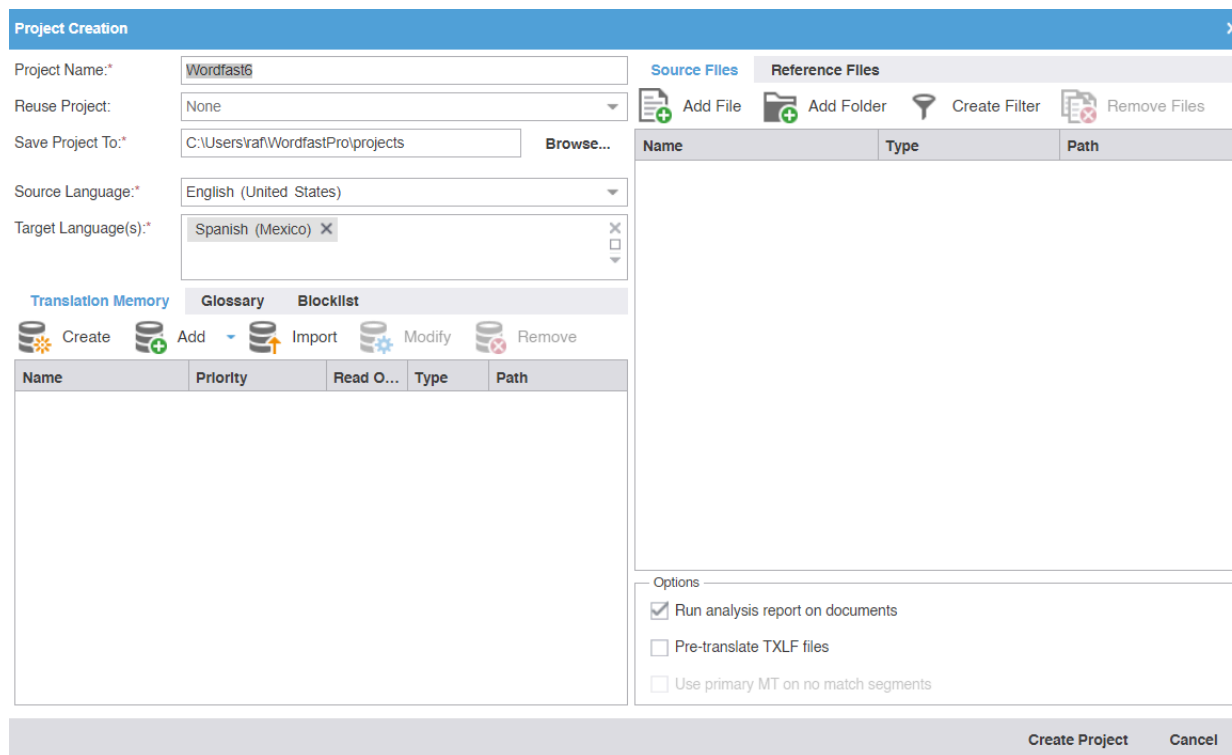 Project Creation
Project Name:*
Wordfast6
Reuse Project:
None
Save Project To:*
C:\Users\raf\WordfastPro\projects
Browse...
Source Language:*
English (United States)
Target Language(s):*
Spanish (Mexico)
Translation Memory Glossary Blocklist
Create Add Import Modify Remove
Name Priority Read O... Type Path
Source Files Reference Files
Add File Add Folder Create Filter Remove Files
Name Type Path
Options
Run analysis report on documents
Pre-translate TXLF files
Use primary MT on no match segments
Create Project Cancel